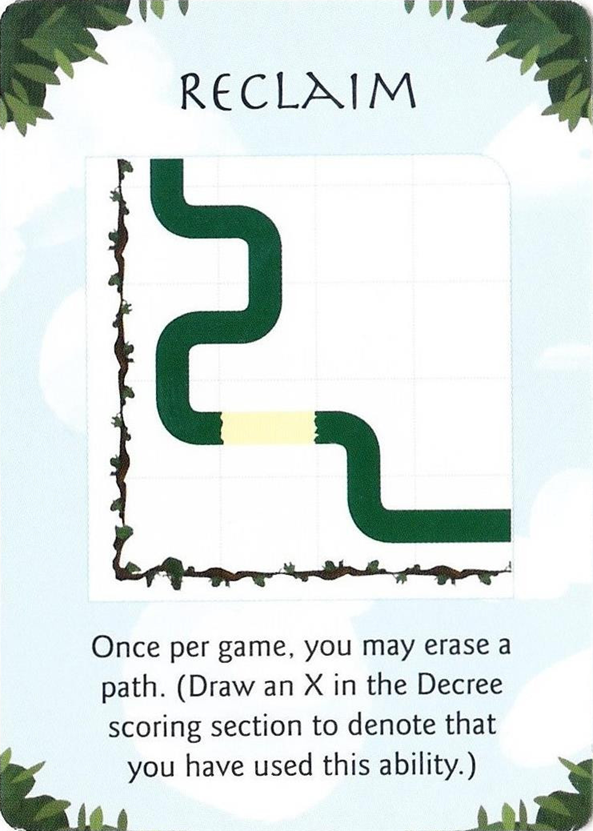 RECLAIM
Once per game, you may erase a
path. (Draw an X in the Decree
scoring section to denote that
you have used this ability.)